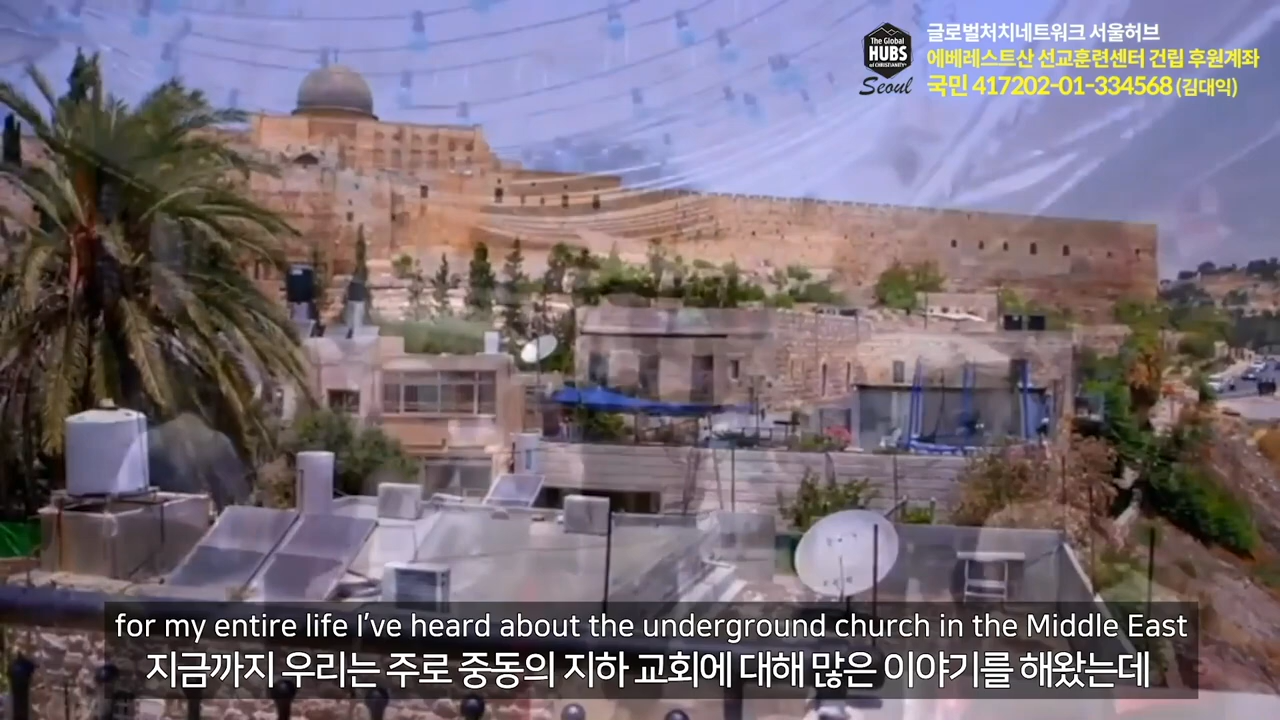 The Global
HUBS
of CHRISTIANITY
Seoul
글로벌처치네트워크 서울허브
에베레스트산 선교훈련센터 건립 후원계좌
국민 417202-01-334568 (김대익)
for my entire life I've heard about the underground church in the Middle East
지금까지 우리는 주로 중동의 지하 교회에 대해 많은 이야기를 해왔는데